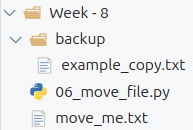 Week - 8
backup
example_copy.txt
06_move_file.py
move_me.txt